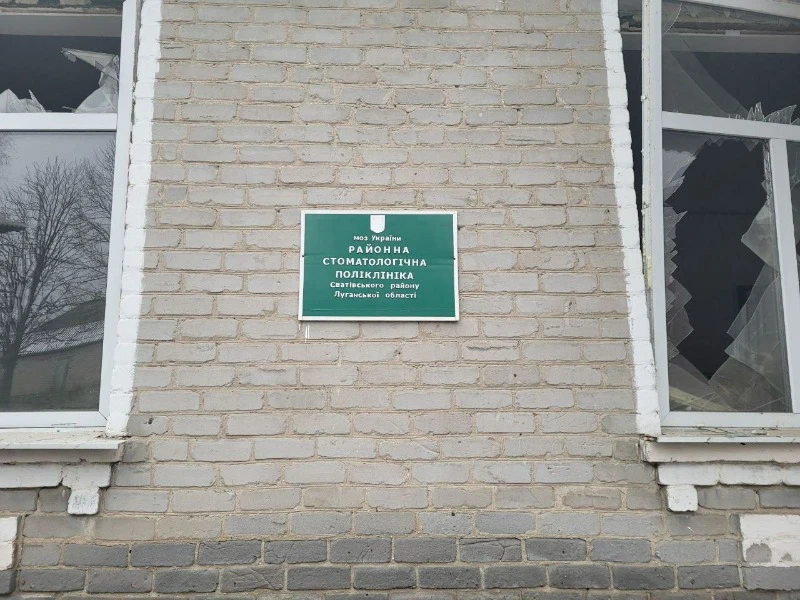 моз України
РАЙОННА
СТОМАТОЛОГІЧНА
ПОЛІКЛІНІКА
Сватівського району
Луганської області